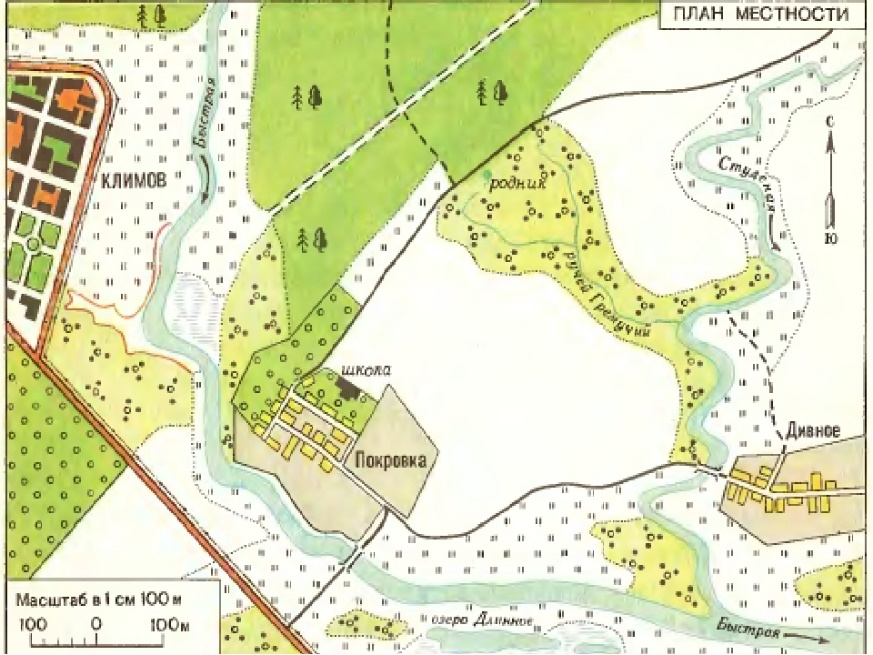 ПЛАН МЕСТНОСТИ
Быстрая
С
КЛИМОВ
родник
Студеная
Ю
ручей Гремучий
школа
Дивное
Покровка
Масштаб в 1 см 100 м
100 0 100м
озеро Длинное
Быстрая